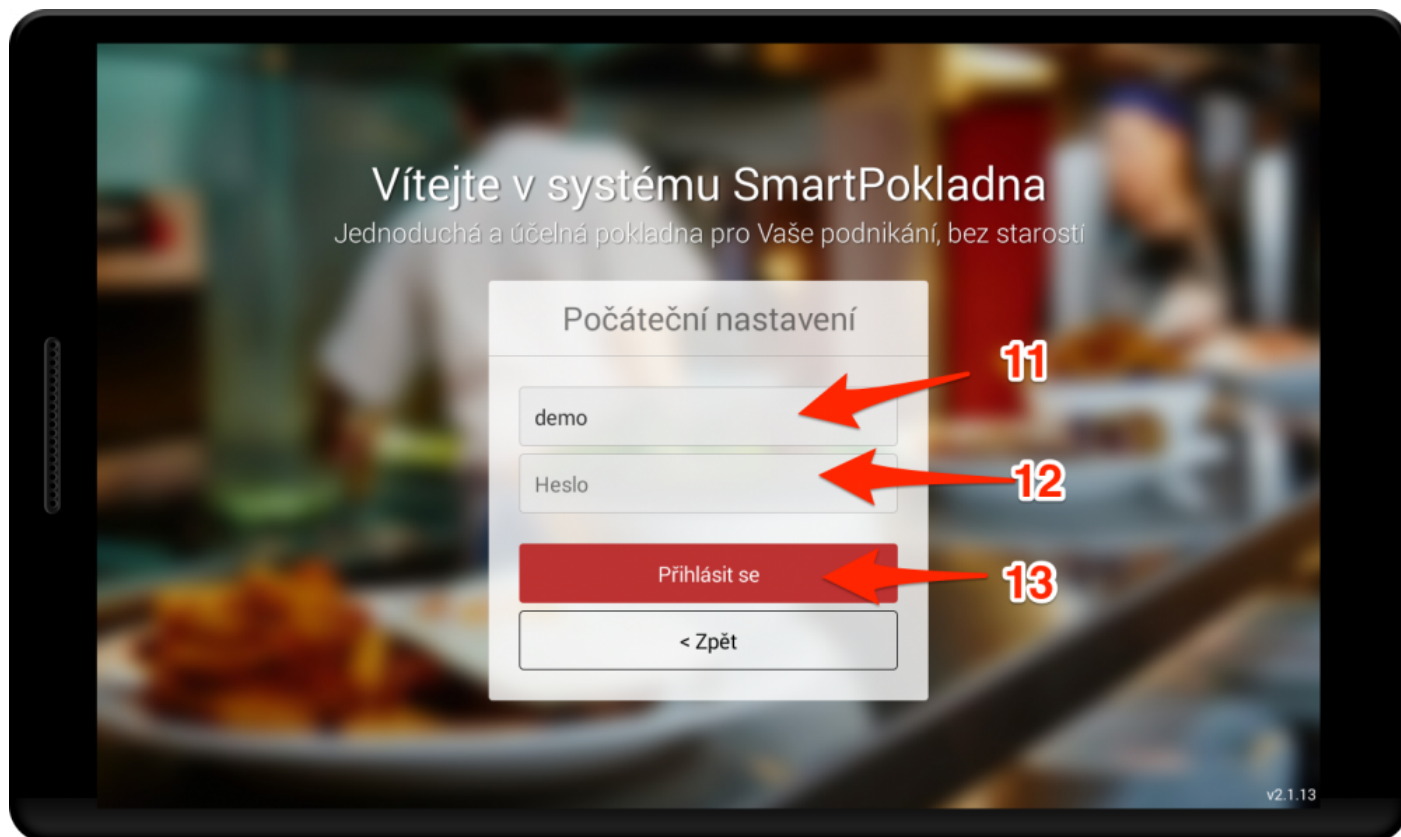 Vítejte v systému SmartPokladna
Jednoduchá a účelná pokladna pro Vaše podnikání, bez starostí
Počáteční nastavení
11
demo
12
Heslo
13
Přihlásit se
< Zpět
v2.1.13